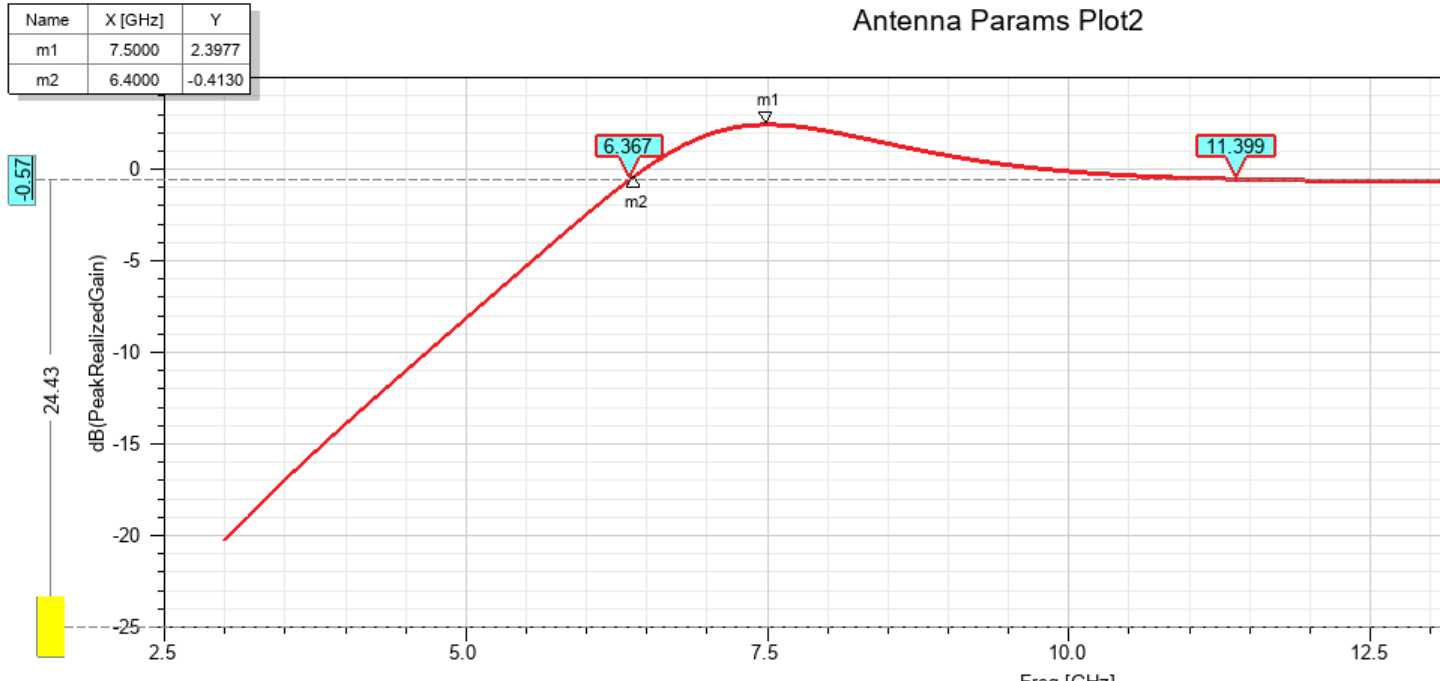 Antenna Params Plot2
Name X [GHz] Y
m1 7.5000 2.3977
m2 6.4000 -0.4130
m1
6.367
11.399
m2
-0.57
24.43
dB(PeakRealizedGain)
0
-5
-10
-15
-20
-25
2.5 5.0 7.5 10.0 12.5
Freq [GHz]